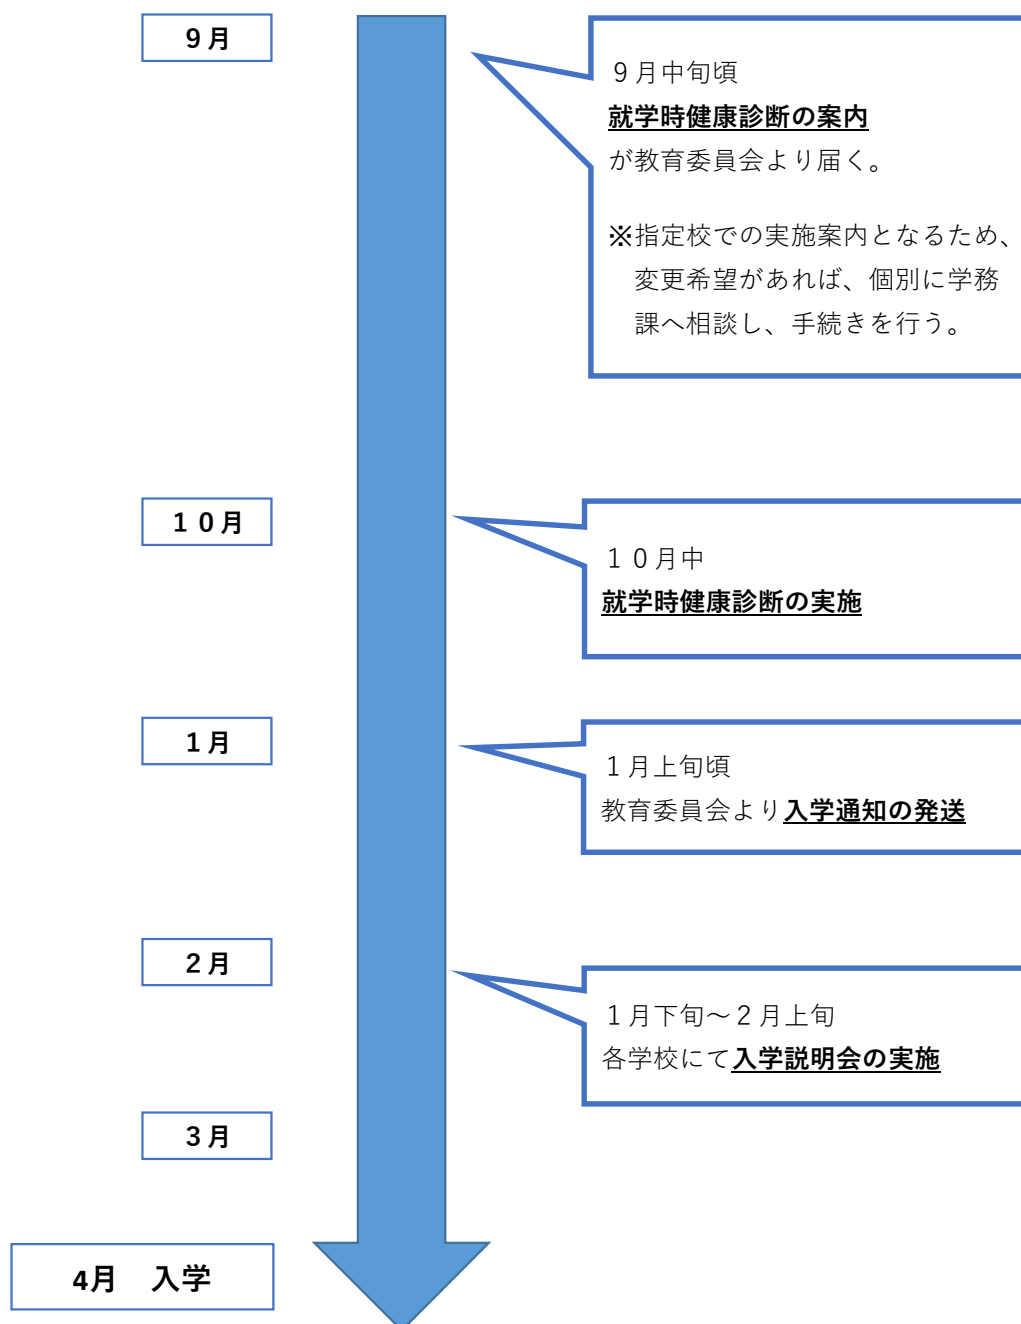 ９月
９月中旬頃
就学時健康診断の案内
が教育委員会より届く。
※指定校での実施案内となるため、
変更希望があれば、個別に学務
課へ相談し、手続きを行う。
１０月
１０月中
就学時健康診断の実施
１月
１月上旬頃
教育委員会より入学通知の発送
２月
１月下旬～２月上旬
各学校にて入学説明会の実施
３月
4月　入学